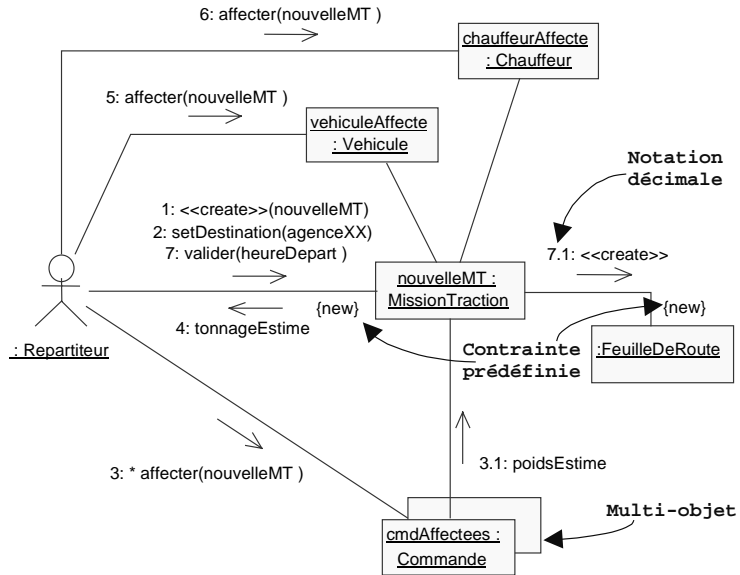 6: affecter(nouvelleMT )
chauffeurAffecte
: Chauffeur
5: affecter(nouvelleMT )
vehiculeAffecte
: Vehicule
Notation
décimale
1: <<create>>(nouvelleMT)
2: setDestination(agenceXX)
7: valider(heureDepart )
7.1: <<create>>
nouvelleMT :
MissionTraction
{new}
{new}
4: tonnageEstime
: Repartiteur
Contrainte
prédéfinie
:FeuilleDeRoute
3: * affecter(nouvelleMT )
3.1: poidsEstime
Multi-objet
cmdAffectees :
Commande